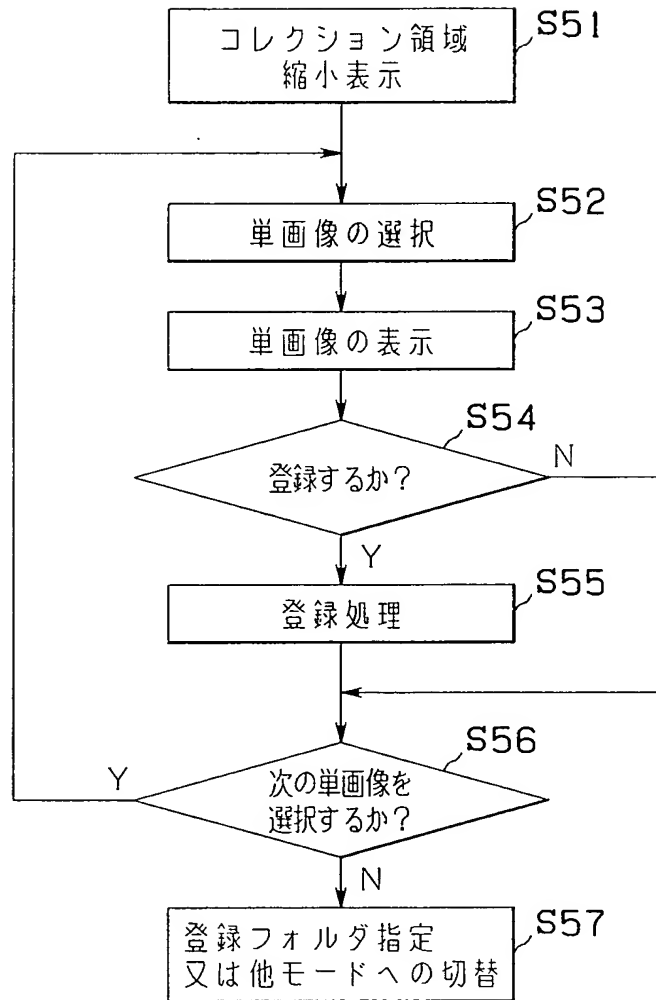 コレクション領域
縮小表示
S51
単画像の選択
S52
単画像の表示
S53
登録するか?
S54
N
Y
登録処理
S55
次の単画像を
選択するか?
S56
Y
N
登録フォルダ指定
又は他モードへの切替
S57